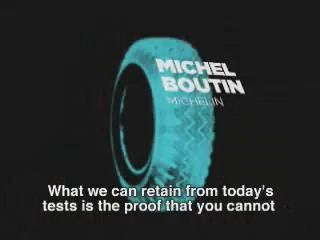 MICHEL
BOUTIN
MICHELIN
What we can retain from today's
tests is the proof that you cannot